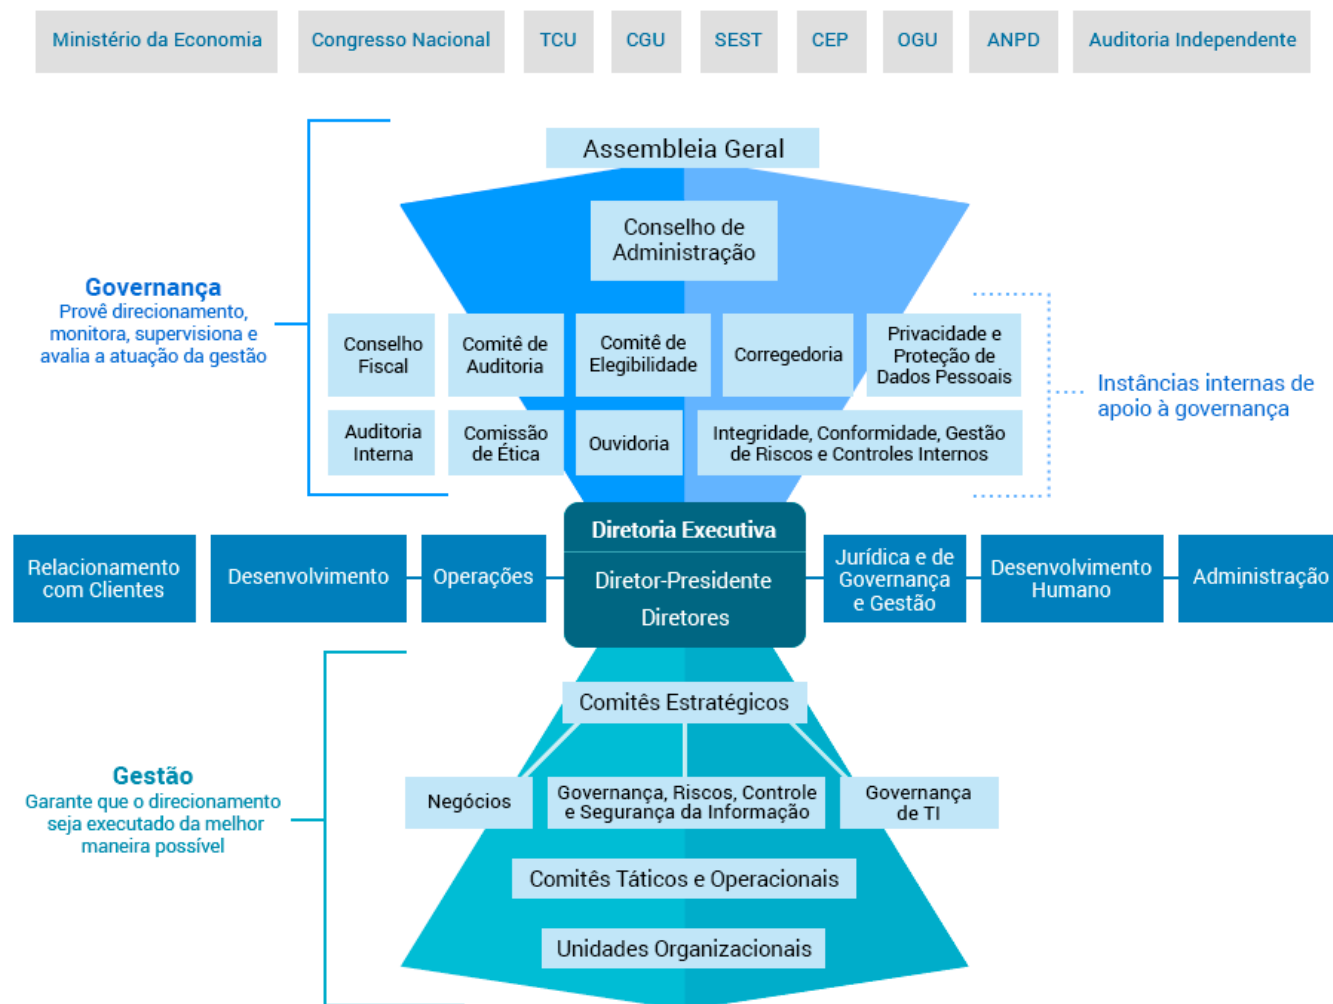 Ministério da Economia
Congresso Nacional
TCU
CGU
SEST
CEP
OGU
ANPD
Auditoria Independente
Assembleia Geral
Conselho de
Administração
Governança
Provê direcionamento,
monitora, supervisiona e
avalia a atuação da gestão
Conselho
Fiscal
Comitê de
Auditoria
Comitê de
Elegibilidade
Corregedoria
Privacidade e
Proteção de
Dados Pessoais
Instâncias internas de
apoio à governança
Auditoria
Interna
Comissão
de Ética
Ouvidoria
Integridade, Conformidade, Gestão
de Riscos e Controles Internos
Diretoria Executiva
Diretor-Presidente
Diretores
Relacionamento
com Clientes
Desenvolvimento
Operações
Jurídica e de
Governança
e Gestão
Desenvolvimento
Humano
Administração
Comitês Estratégicos
Gestão
Garante que o direcionamento
seja executado da melhor
maneira possível
Negócios
Governança, Riscos, Controle
e Segurança da Informação
Governança
de TI
Comitês Táticos e Operacionais
Unidades Organizacionais